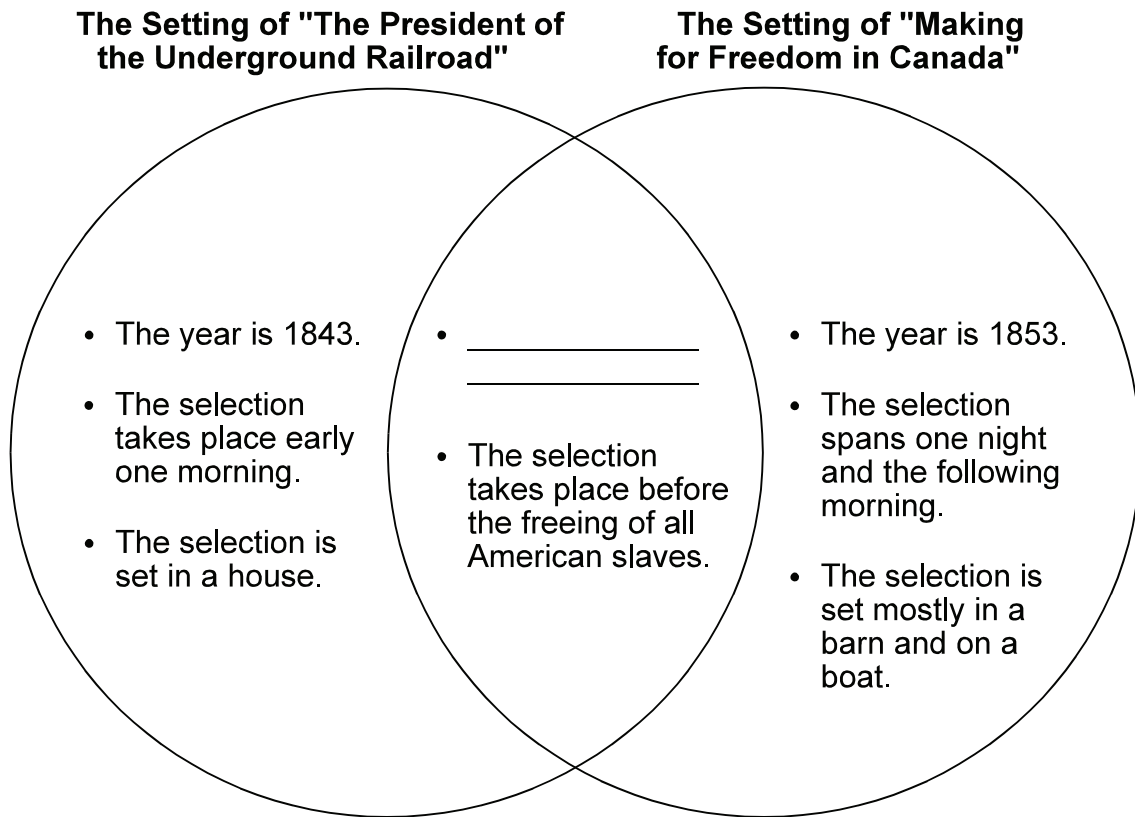 The Setting of "The President of
the Underground Railroad"
The Setting of "Making
for Freedom in Canada"
• The year is 1843.
• The selection
takes place early
one morning.
• The selection is
set in a house.
• ____________
____________
• The selection
takes place before
the freeing of all
American slaves.
• The year is 1853.
• The selection
spans one night
and the following
morning.
• The selection is
set mostly in a
barn and on a
boat.